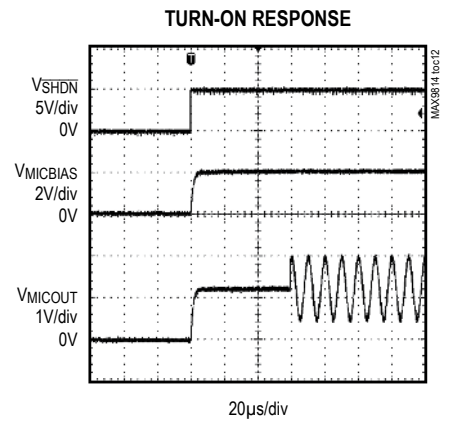 TURN-ON RESPONSE
MAX9814 toc12
VSHDN
5V/div
0V
VMICBIAS
2V/div
0V
VMICOUT
1V/div
0V
20µs/div